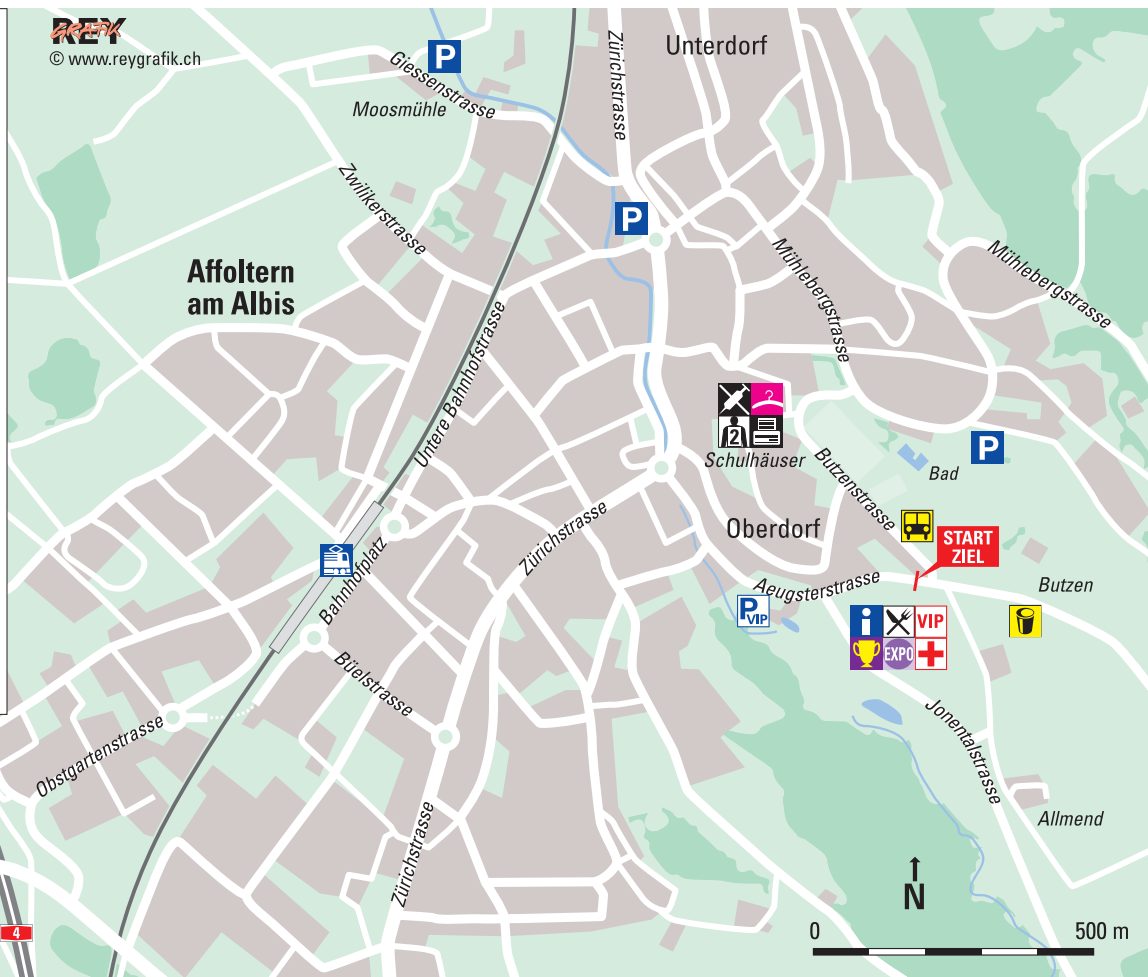 REY
GRAFIK
© www.reygrafik.ch
P
Giessenstrasse
Moosmühle
Zürichstrasse
Unterdorf
Zwilikerstrasse
P
Affoltern
am Albis
Mühlebergstrasse
Mühlebergstrasse
Untere Bahnhofstrasse
?
2
Schulhäuser
P
Bad
Butzenstrasse
Oberdorf
START
ZIEL
Zürichstrasse
Bahnhofplatz
Aeugsterstrasse
Butzen
P
VIP
i
VIP
EXPO
Büelstrasse
Obstgartenstrasse
Jonentalstrasse
Zürichstrasse
Allmend
N
4
0
500 m